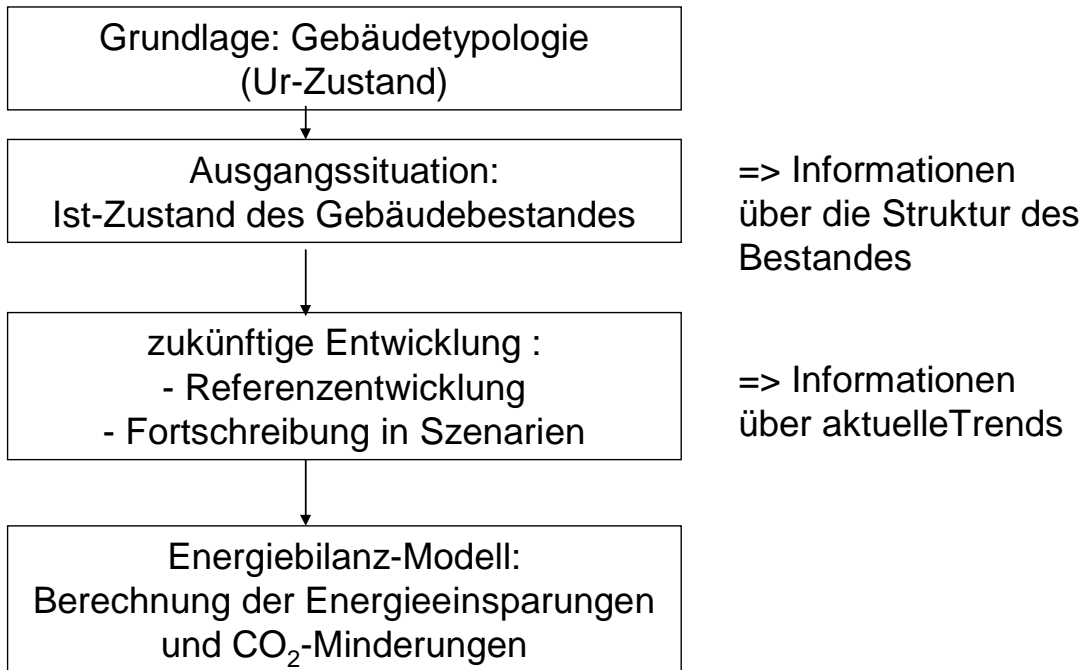 Grundlage: Gebäudetypologie
(Ur-Zustand)
Ausgangssituation:
Ist-Zustand des Gebäudebestandes
=> Informationen
über die Struktur des
Bestandes
zukünftige Entwicklung :
- Referenzentwicklung
- Fortschreibung in Szenarien
=> Informationen
über aktuelleTrends
Energiebilanz-Modell:
Berechnung der Energieeinsparungen
und CO₂-Minderungen